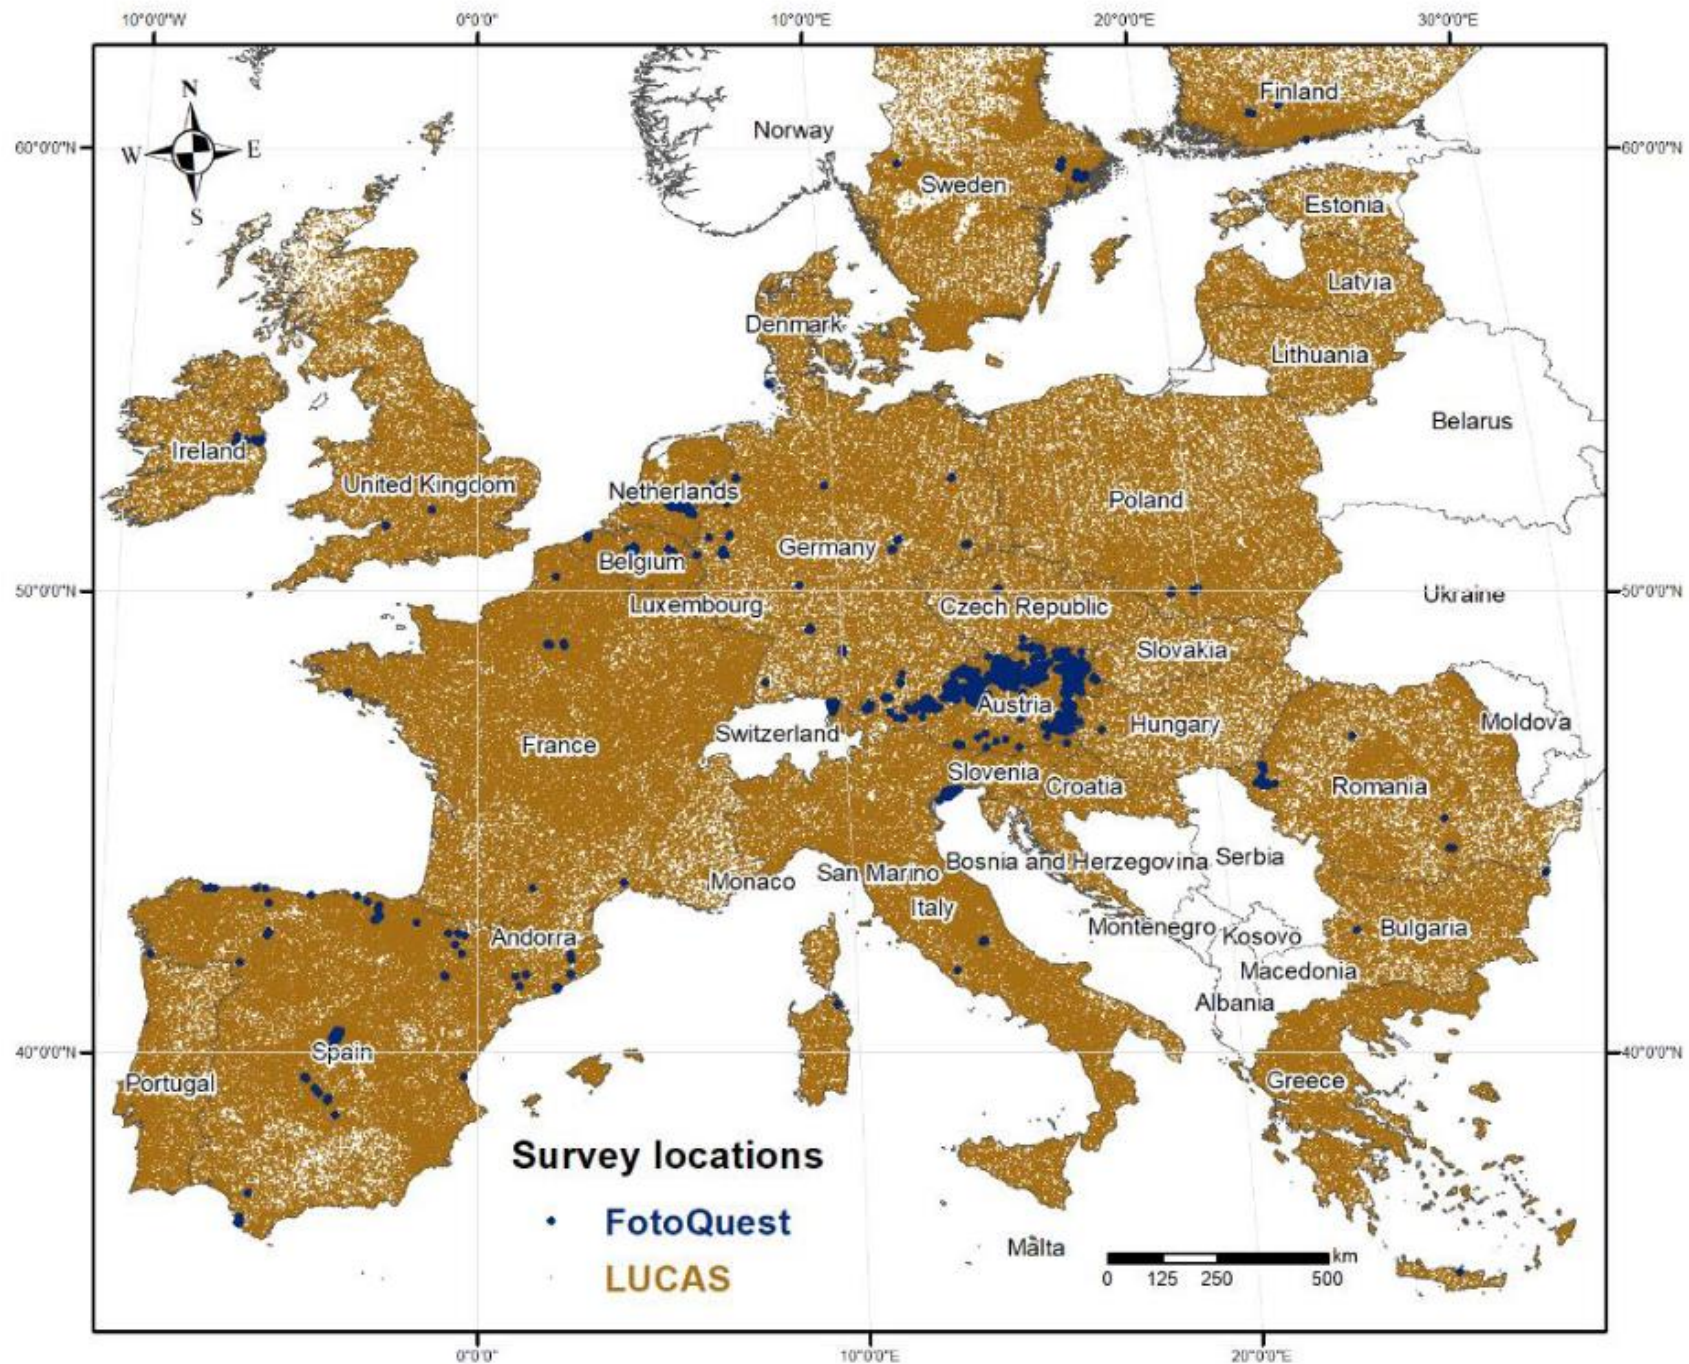 10°0'0"W 0°0'0" 10°0'0"E 20°0'0"E 30°0'0"E
N
W E
S
60°0'0"N 60°0'0"N
50°0'0"N 50°0'0"N
40°0'0"N 40°0'0"N
Finland
Norway
Sweden
Estonia
Latvia
Denmark
Lithuania
Belarus
Ireland
United Kingdom
Netherlands
Poland
Germany
Belgium
Ukraine
Luxembourg
Czech Republic
Slovakia
Austria
Moldova
Hungary
Switzerland
France
Slovenia
Croatia
Romania
Bosnia and Herzegovina
Serbia
San Marino
Monaco
Italy
Montenegro
Kosovo
Bulgaria
Andorra
Macedonia
Albania
Spain
Portugal
Greece
Malta
Survey locations
FotoQuest
LUCAS
km
0 125 250 500
0°0'0" 10°0'0"E 20°0'0"E